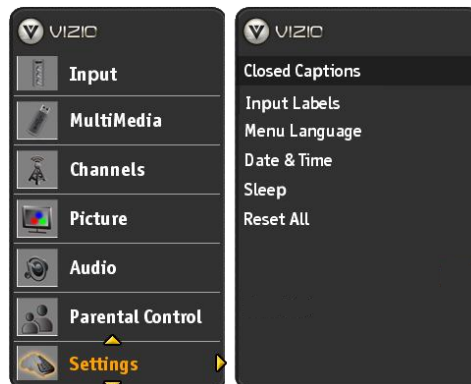 VIZIO
Input
MultiMedia
Channels
Picture
Audio
Parental Control
Settings
VIZIO
Closed Captions
Input Labels
Menu Language
Date & Time
Sleep
Reset All